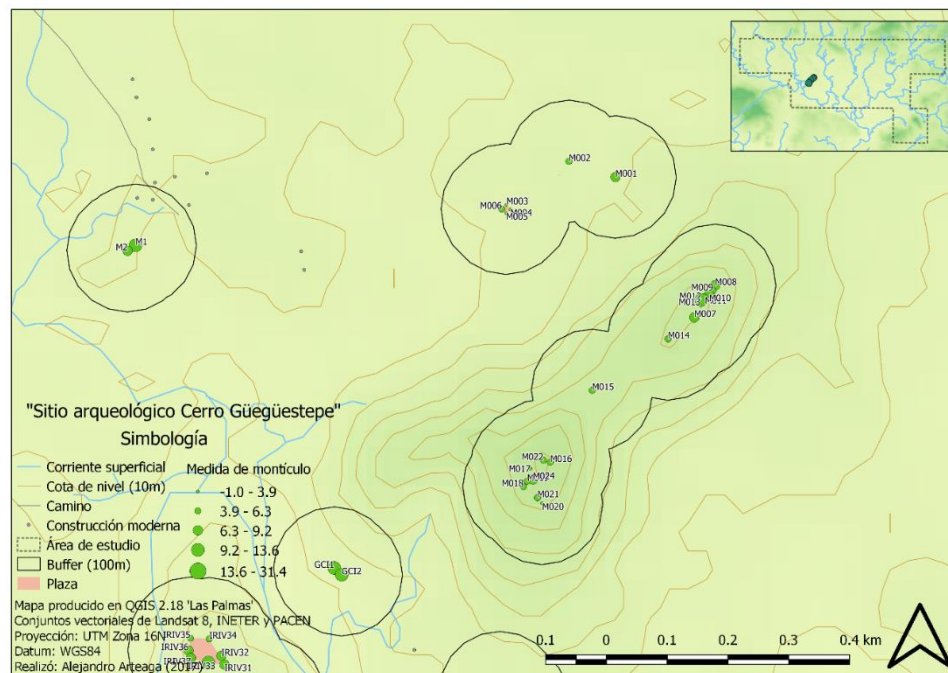 M002
M001
M003
M006
M004
M005
M2
M1
M008
M009
M012
M010
M013
M007
M014
M015
M022
M016
M017
M024
M018
M021
M020
"Sitio arqueológico Cerro Güegüestepe"
Simbología
Corriente superficial
Cota de nivel (10m)
Camino
Construcción moderna
Área de estudio
Buffer (100m)
Plaza
Medida de montículo
-1.0 - 3.9
3.9 - 6.3
6.3 - 9.2
9.2 - 13.6
13.6 - 31.4
GCI1
GCI2
Mapa producido en QGIS 2.18 'Las Palmas'
Conjuntos vectoriales de Landsat 8, INETER y PACEN
Proyección: UTM Zona 16N
Datum: WGS84
Realizó: Alejandro Arteaga
IRIV35
IRIV34
IRIV36
IRIV32
IRIV37
IRIV33
IRIV31
0.1 0 0.1 0.2 0.3 0.4 km